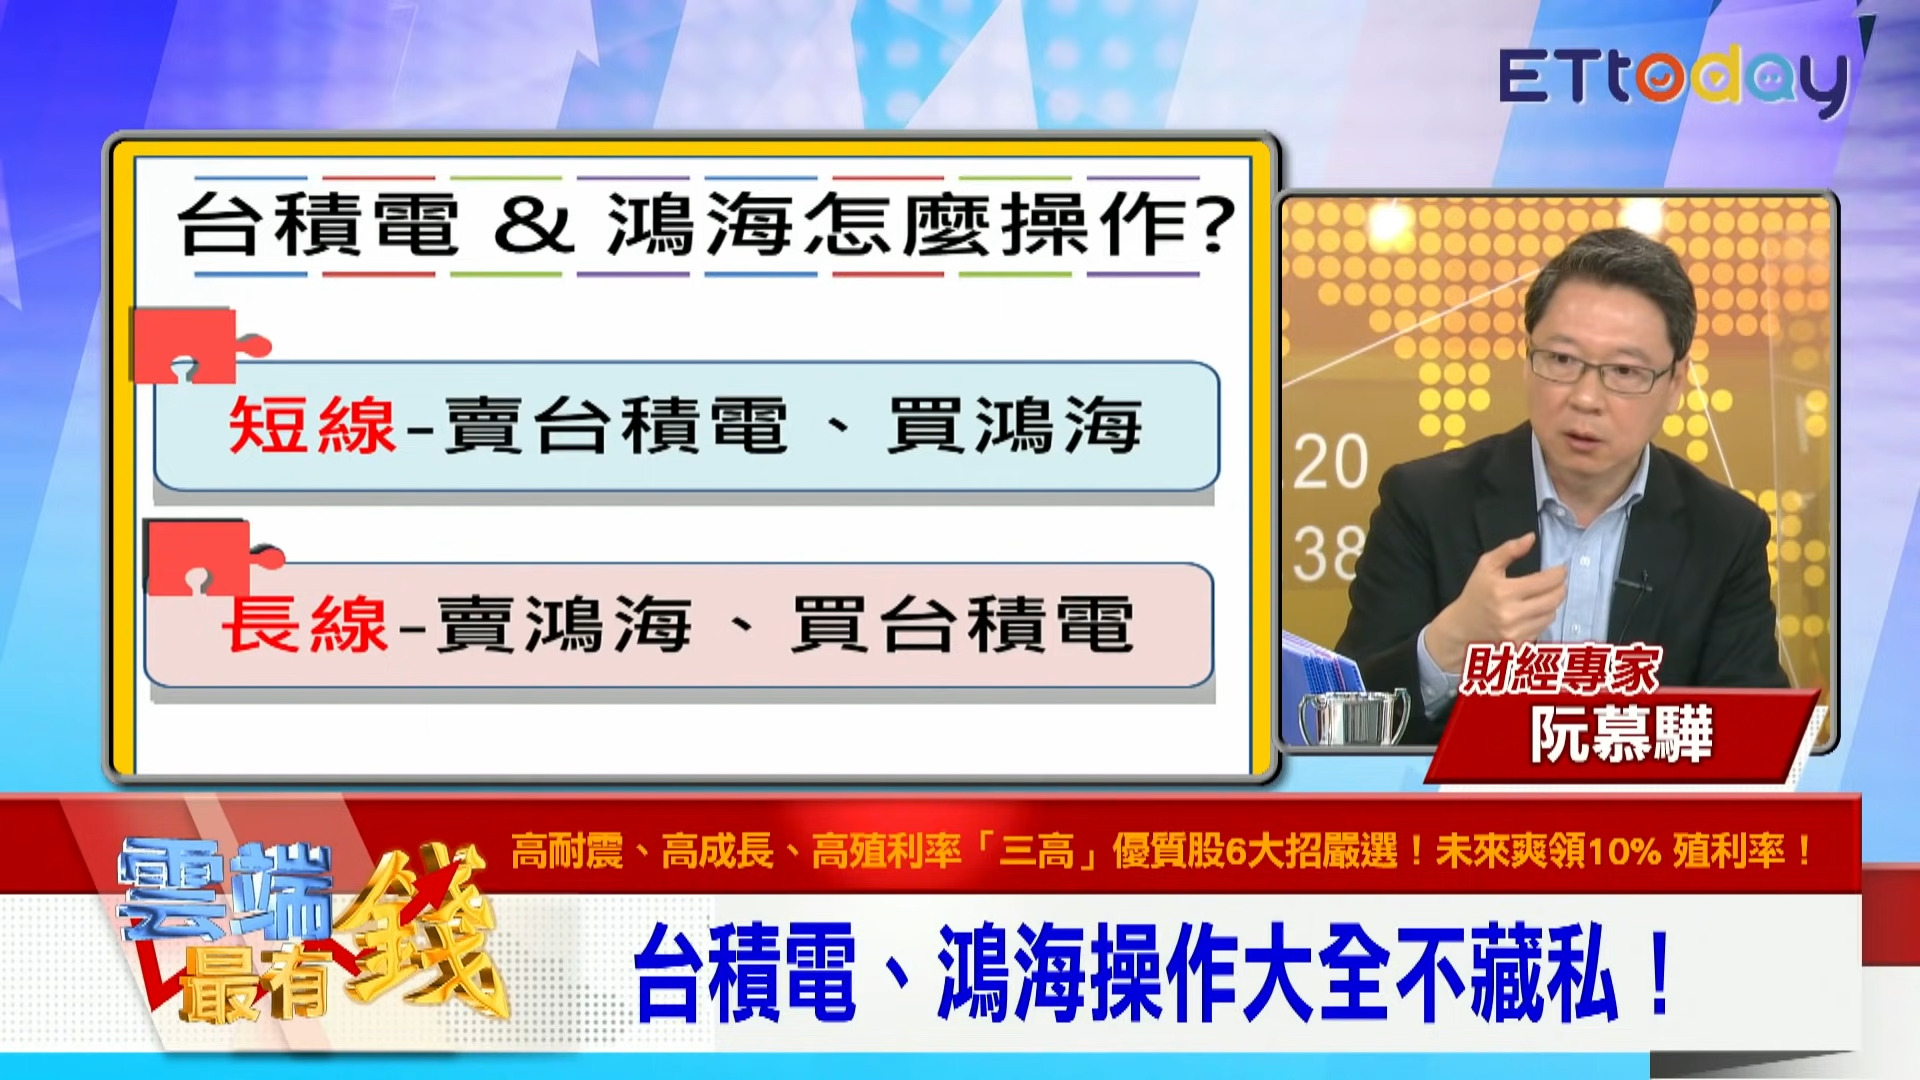 ETtoday
台積電 & 鴻海怎麼操作?
短線-賣台積電、買鴻海
長線-賣鴻海、買台積電
20
38
財經專家
阮慕驊
雲端
最有錢
高耐震、高成長、高殖利率「三高」優質股6大招嚴選！未來爽領10% 殖利率！
台積電、鴻海操作大全不藏私！